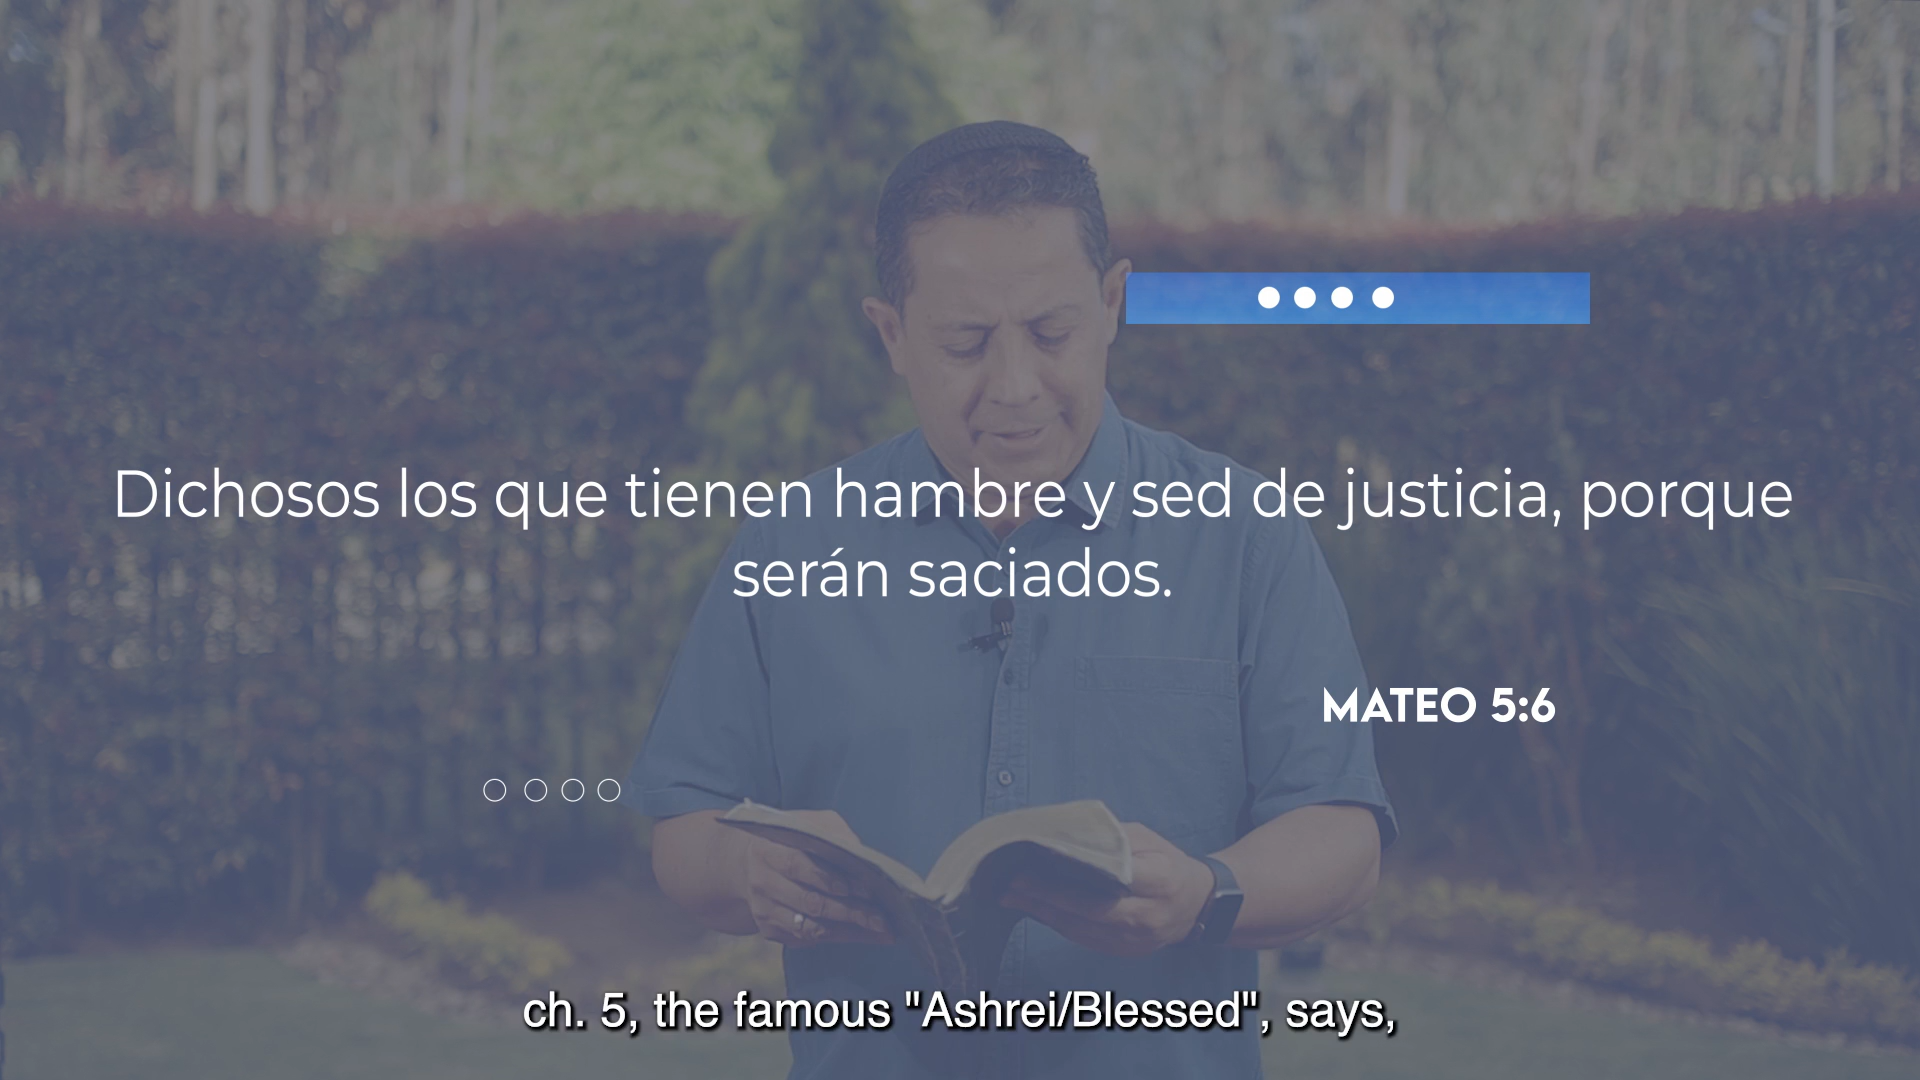 Dichosos los que tienen hambre y sed de justicia, porque
serán saciados.
MATEO 5:6
ch. 5, the famous "Ashrei/Blessed", says,